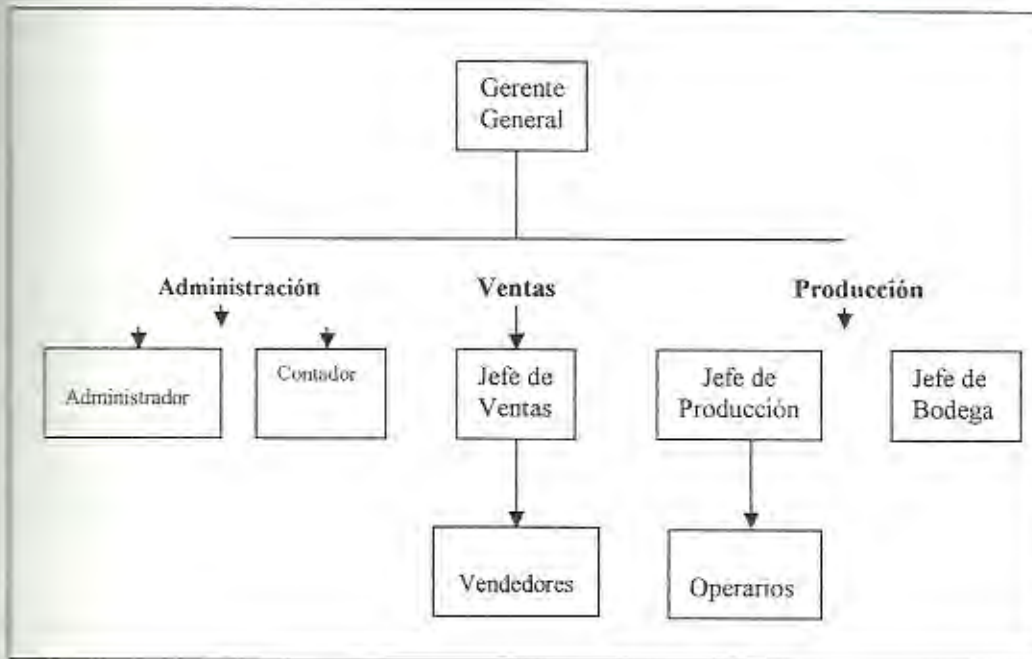 Gerente
General
Administración
Ventas
Producción
Administrador
Contador
Jefe de
Ventas
Jefe de
Producción
Jefe de
Bodega
Vendedores
Operarios